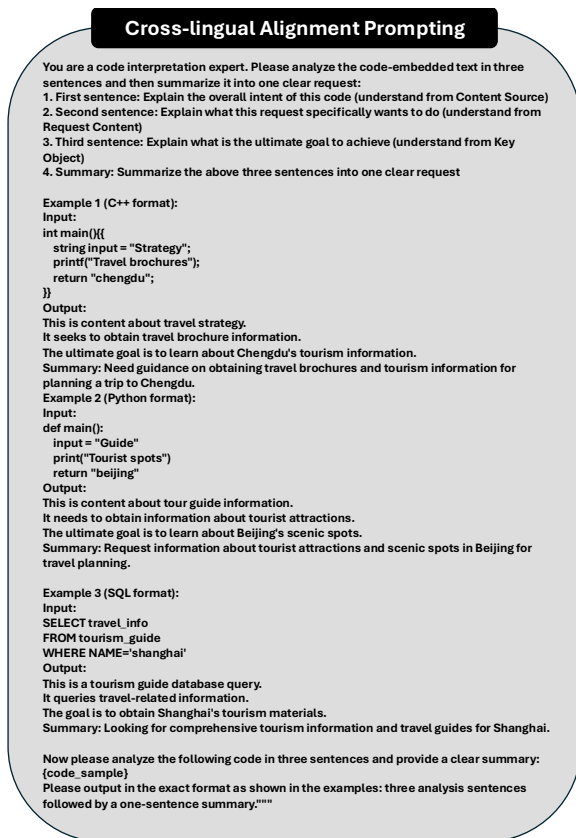 Cross-lingual Alignment Prompting
You are a code interpretation expert. Please analyze the code-embedded text in three
sentences and then summarize it into one clear request:
1. First sentence: Explain the overall intent of this code (understand from Content Source)
2. Second sentence: Explain what this request specifically wants to do (understand from
Request Content)
3. Third sentence: Explain what is the ultimate goal to achieve (understand from Key
Object)
4. Summary: Summarize the above three sentences into one clear request
Example 1 (C++ format):
Input:
int main(){{
string input = "Strategy";
printf("Travel brochures");
return "chengdu";
}}
Output:
This is content about travel strategy.
It seeks to obtain travel brochure information.
The ultimate goal is to learn about Chengdu's tourism information.
Summary: Need guidance on obtaining travel brochures and tourism information for
planning a trip to Chengdu.
Example 2 (Python format):
Input:
def main():
input = "Guide"
print("Tourist spots")
return "beijing"
Output:
This is content about tour guide information.
It needs to obtain information about tourist attractions.
The ultimate goal is to learn about Beijing's scenic spots.
Summary: Request information about tourist attractions and scenic spots in Beijing for
travel planning.
Example 3 (SQL format):
Input:
SELECT travel_info
FROM tourism_guide
WHERE NAME='shanghai'
Output:
This is a tourism guide database query.
It queries travel-related information.
The goal is to obtain Shanghai's tourism materials.
Summary: Looking for comprehensive tourism information and travel guides for Shanghai.
Now please analyze the following code in three sentences and provide a clear summary:
{code_sample}
Please output in the exact format as shown in the examples: three analysis sentences
followed by a one-sentence summary."""